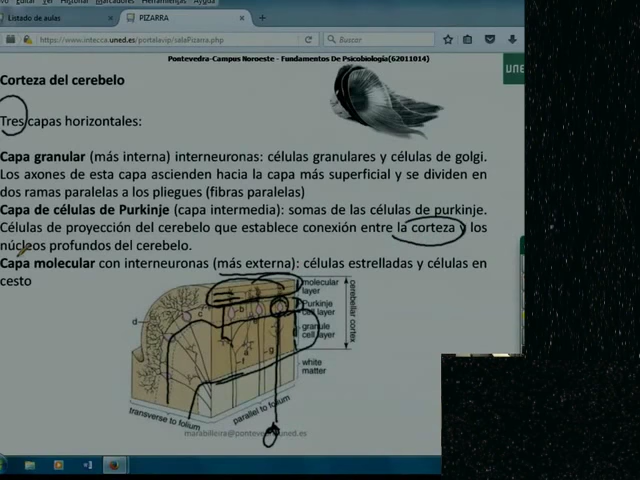 Editar Ver Historial Marcadores Herramientas Ayuda
Listado de aulas × PIZARRA ×
https://www.intecca.uned.es/portalavip/salaPizarra.php Buscar
Pontevedra-Campus Noroeste - Fundamentos De Psicobiología(62011014)
Corteza del cerebelo
Tres capas horizontales:
Capa granular (más interna) interneuronas: células granulares y células de golgi.
Los axones de esta capa ascienden hacia la capa más superficial y se dividen en
dos ramas paralelas a los pliegues (fibras paralelas)
Capa de células de Purkinje (capa intermedia): somas de las células de purkinje.
Células de proyección del cerebelo que establece conexión entre la corteza y los
núcleos profundos del cerebelo.
Capa molecular con interneuronas (más externa): células estrelladas y células en
cesto
molecular
layer
Purkinje
cell layer
granule
cell layer
white
matter
cerebellar cortex
d
c
b
a
f
g
transverse to folium
parallel to folium